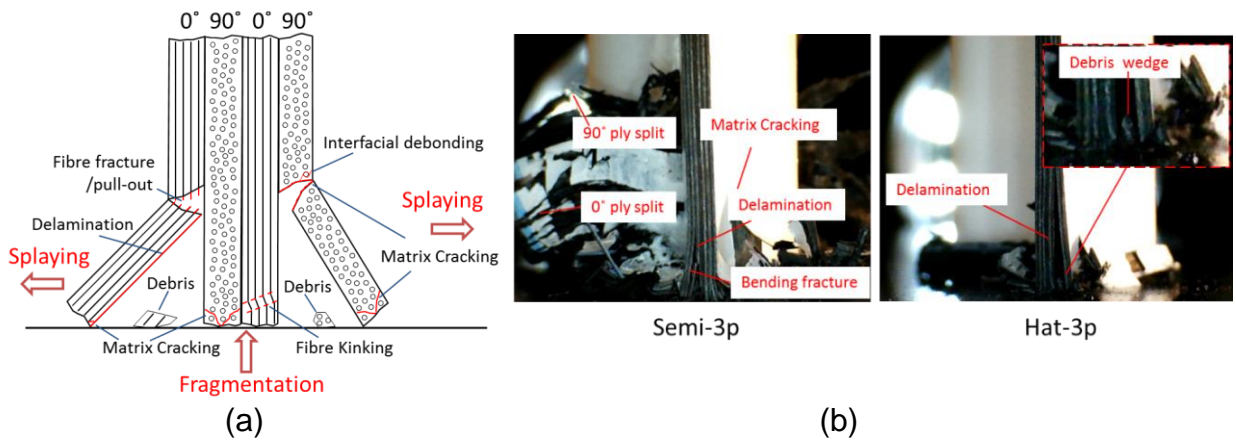 0˚ 90˚ 0˚ 90˚
Interfacial debonding
Fibre fracture
/pull-out
Delamination
Splaying
Splaying
Matrix Cracking
Debris
Debris
Matrix Cracking
Fibre Kinking
Fragmentation
(a)
90˚ ply split
Matrix Cracking
0˚ ply split
Delamination
Bending fracture
Semi-3p
Debris wedge
Delamination
Hat-3p
(b)